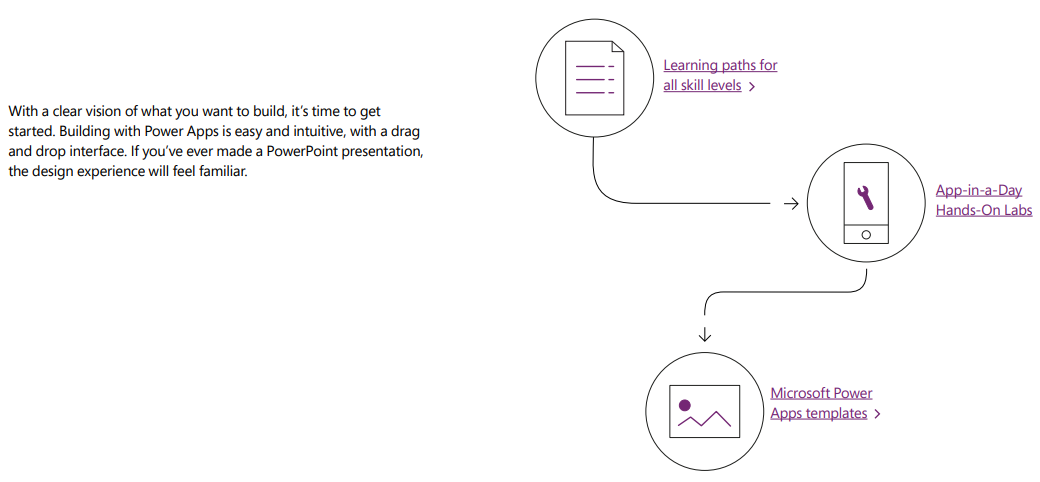 With a clear vision of what you want to build, it’s time to get
started. Building with Power Apps is easy and intuitive, with a drag
and drop interface. If you’ve ever made a PowerPoint presentation,
the design experience will feel familiar.
Learning paths for
all skill levels >
App-in-a-Day
Hands-On Labs
Microsoft Power
Apps templates >